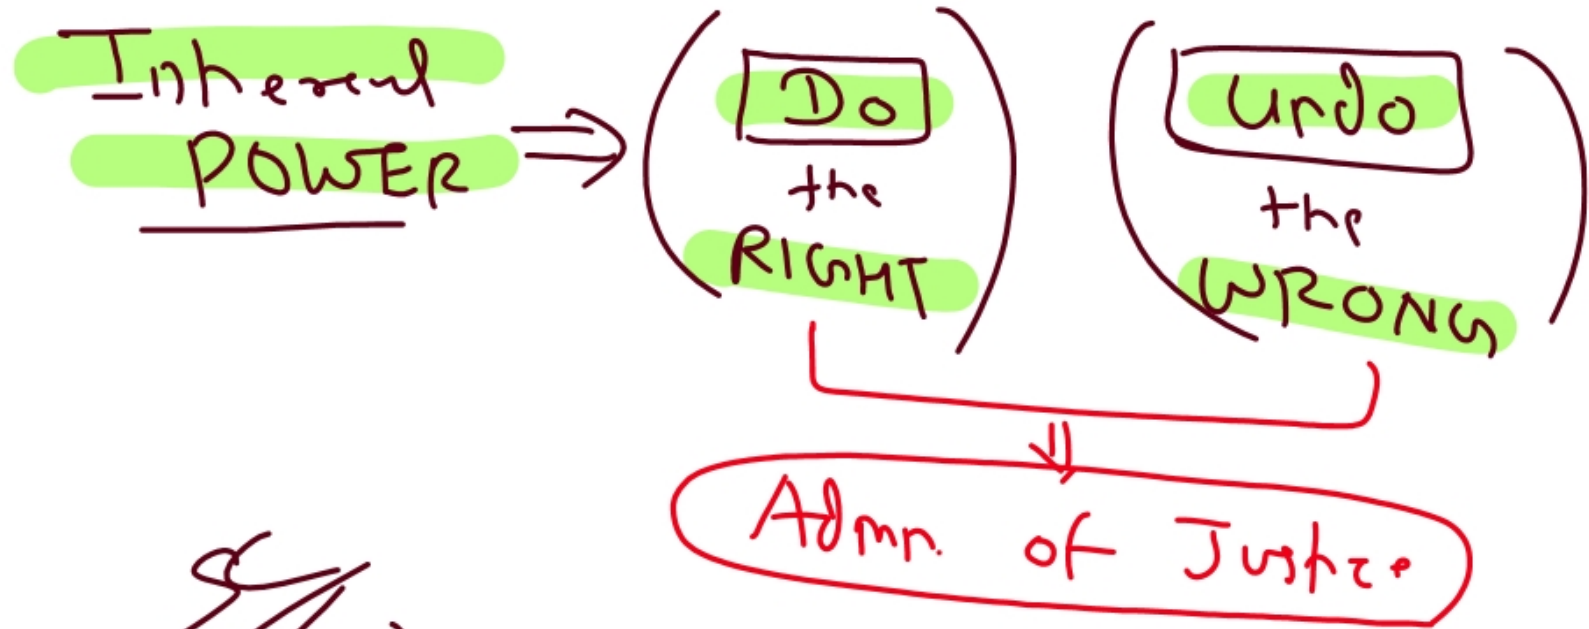 Inherent
POWER
Do
the
RIGHT
Undo
the
WRONG
Admn. of Justice